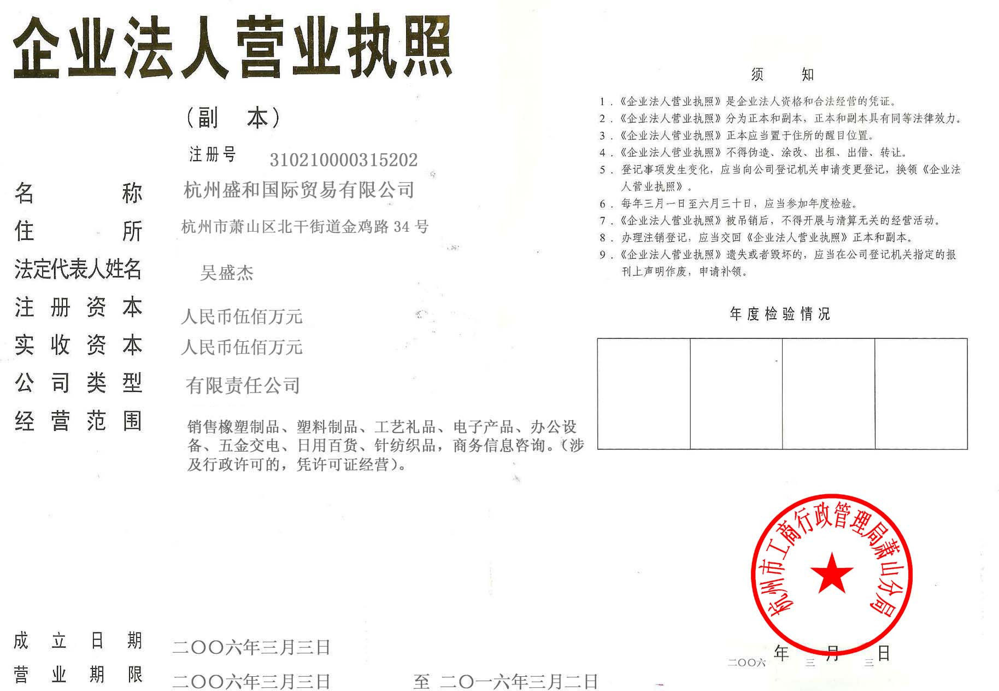 企业法人营业执照
（副 本）
注册号 310210000315202
名称 杭州盛和国际贸易有限公司
住所 杭州市萧山区北干街道金鸡路 34 号
法定代表人姓名 吴盛杰
注册资本 人民币伍佰万元
实收资本 人民币伍佰万元
公司类型 有限责任公司
经营范围 销售橡塑制品、塑料制品、工艺礼品、电子产品、办公设
备、五金交电、日用百货、针纺织品，商务信息咨询。（涉
及行政许可的，凭许可证经营）。
成立日期 二〇〇六年三月三日
营业期限 二〇〇六年三月三日 至 二〇一六年三月二日
须 知
1．《企业法人营业执照》是企业法人资格和合法经营的凭证。
2．《企业法人营业执照》分为正本和副本，正本和副本具有同等法律效力。
3．《企业法人营业执照》正本应当置于住所的醒目位置。
4．《企业法人营业执照》不得伪造、涂改、出租、出借、转让。
5．登记事项发生变化，应当向公司登记机关申请变更登记，换领《企业法
人营业执照》。
6．每年三月一日至六月三十日，应当参加年度检验。
7．《企业法人营业执照》被吊销后，不得开展与清算无关的经营活动。
8．办理注销登记，应当交回《企业法人营业执照》正本和副本。
9．《企业法人营业执照》遗失或者毁坏的，应当在公司登记机关指定的报
刊上声明作废，申请补领。
年度检验情况
杭州市工商行政管理局萧山分局
二〇〇六 年 三 月 三 日